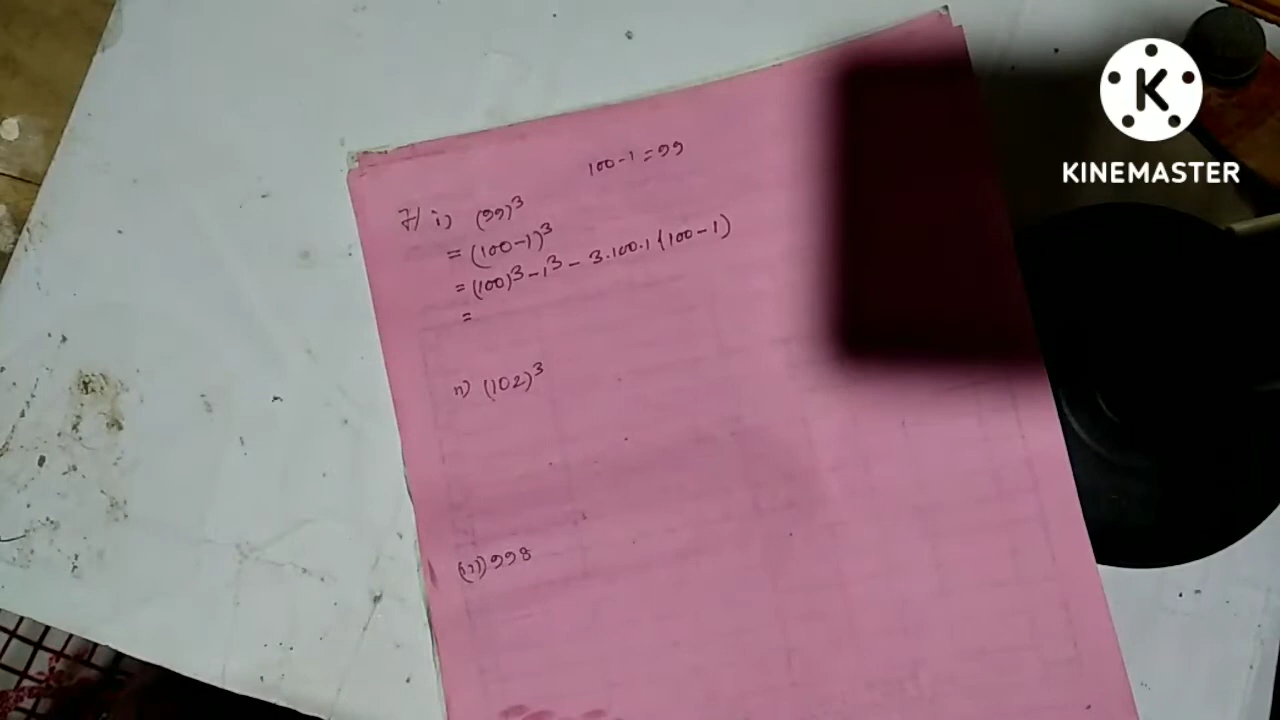 100-1=99
7/ i) (99)³
= (100-1)³
= (100)³-1³- 3.100.1 (100-1)
=
ii) (102)³
(iii) 998
K
KINEMASTER